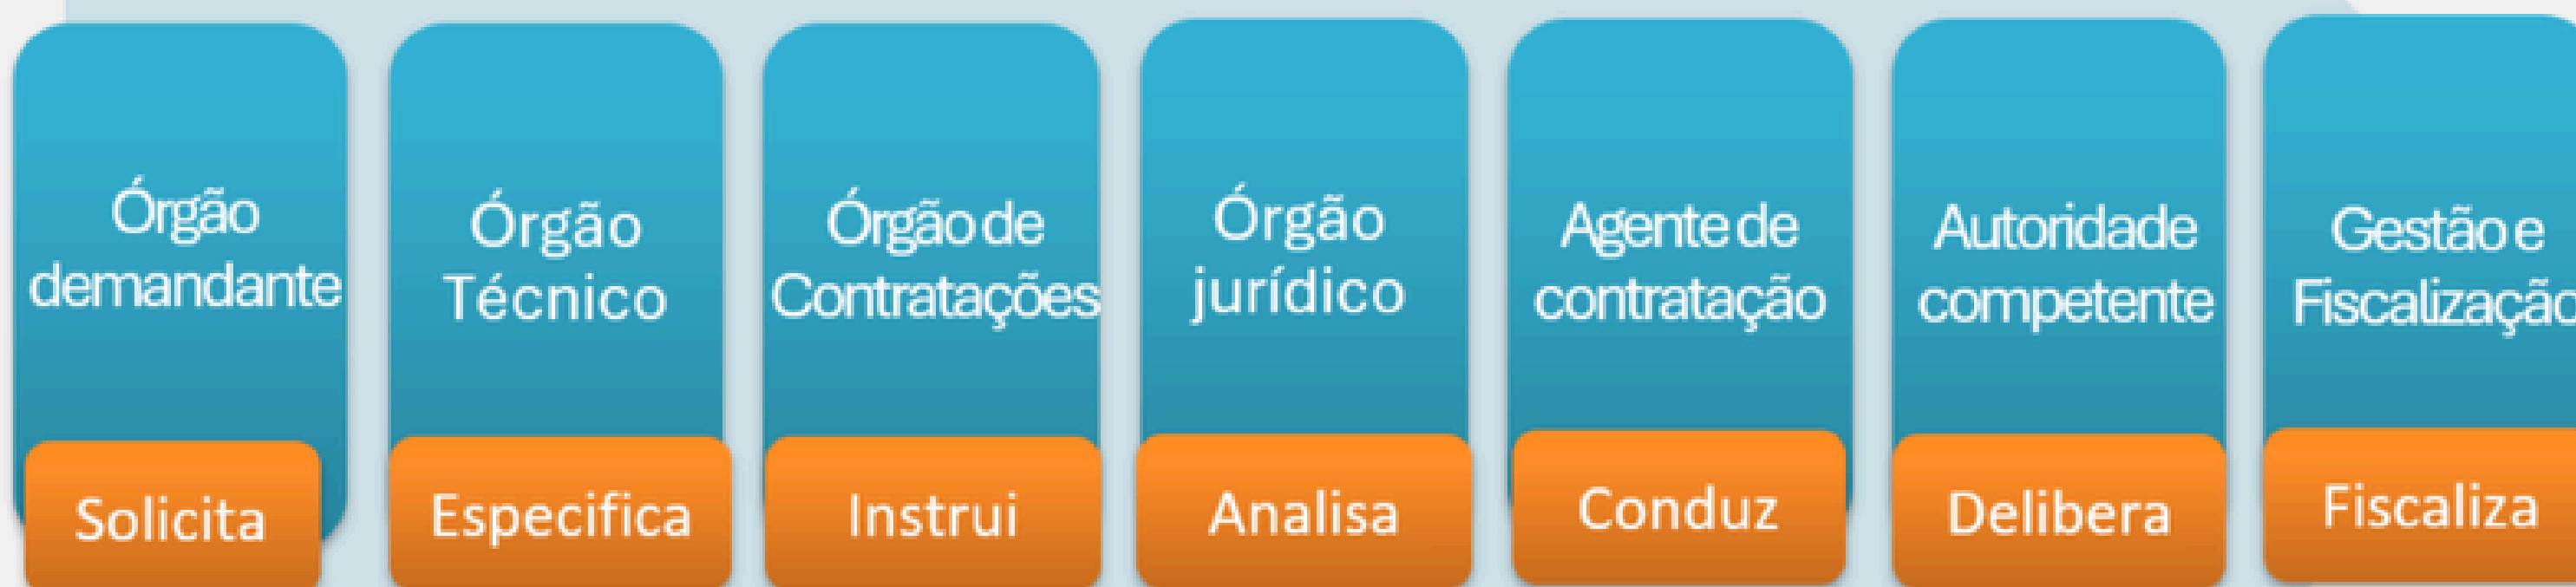 Órgão
demandante
Solicita
Órgão
Técnico
Especifica
Órgão de
Contratações
Instrui
Órgão
jurídico
Analisa
Agente de
contratação
Conduz
Autoridade
competente
Delibera
Gestão e
Fiscalização
Fiscaliza